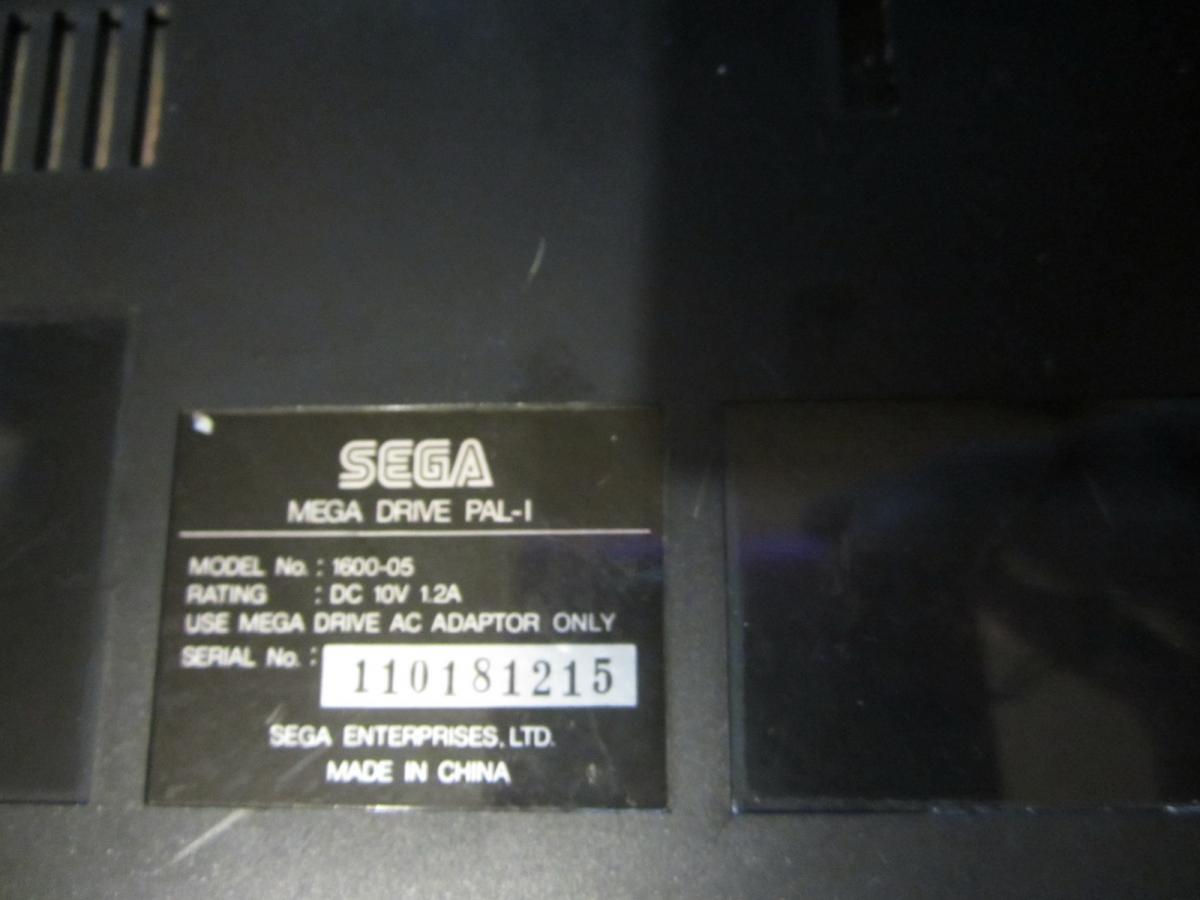 SEGA
MEGA DRIVE PAL-I
MODEL No. : 1600-05
RATING : DC 10V 1.2A
USE MEGA DRIVE AC ADAPTOR ONLY
SERIAL No. : 110181215
SEGA ENTERPRISES, LTD.
MADE IN CHINA